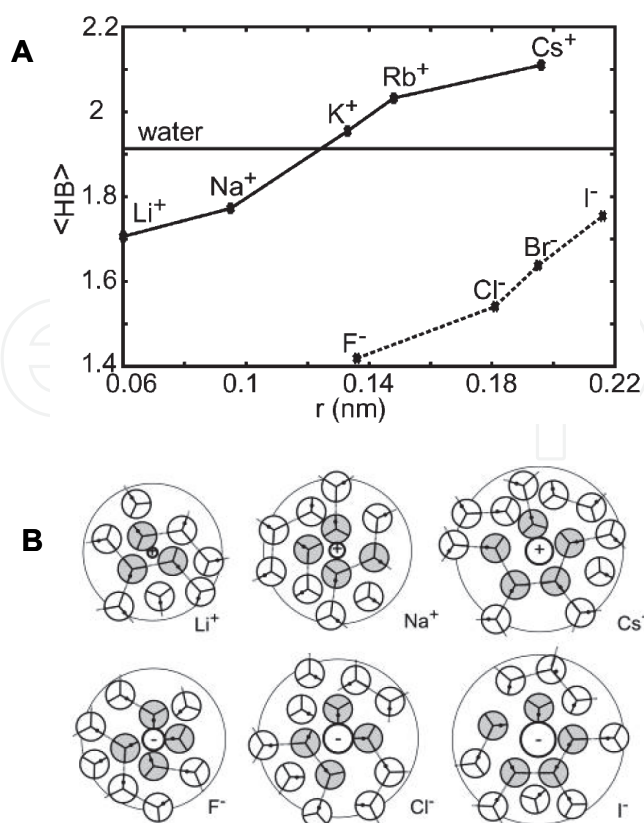 A
2.2
2
1.8
1.6
1.4
<HB>
water
Li+
Na+
K+
Rb+
Cs+
F-
Cl-
Br-
I-
0.06
0.1
0.14
0.18
0.22
r (nm)
B
+
+
+
Li+
Na+
Cs+
-
-
-
F-
Cl-
I-